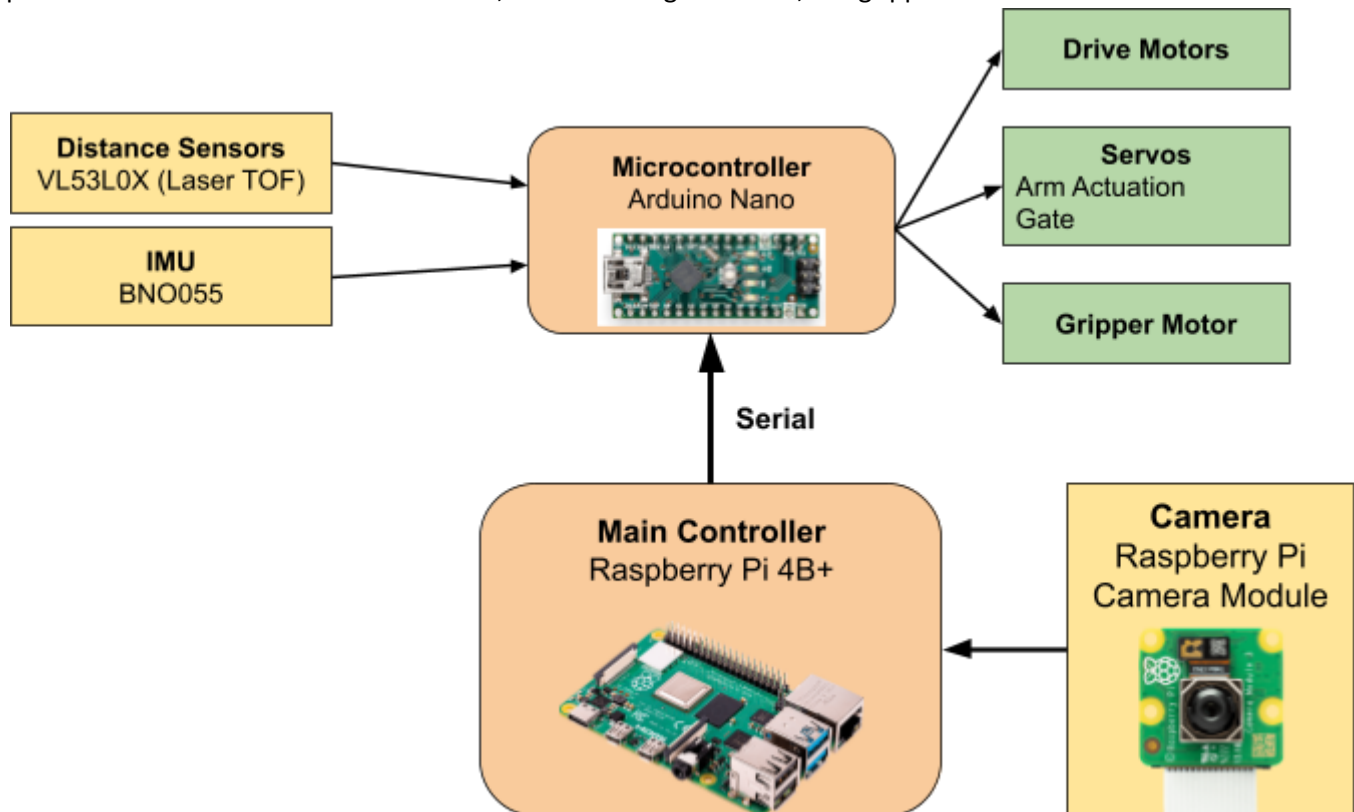 Drive Motors
Distance Sensors
VL53L0X (Laser TOF)
Microcontroller
Arduino Nano
Servos
Arm Actuation
Gate
IMU
BNO055
Gripper Motor
Serial
Main Controller
Raspberry Pi 4B+
Camera
Raspberry Pi
Camera Module